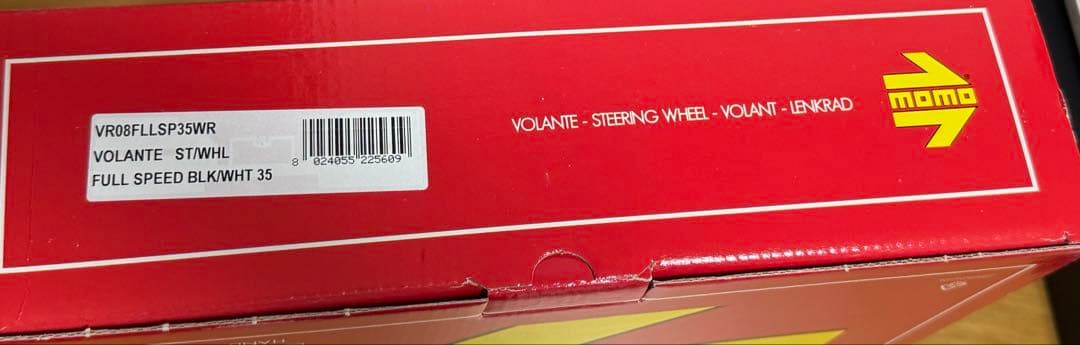 VR08FLLSP35WR
VOLANTE ST/WHL
FULL SPEED BLK/WHT 35
8 024055 225609
VOLANTE - STEERING WHEEL - VOLANT - LENKRAD
momo